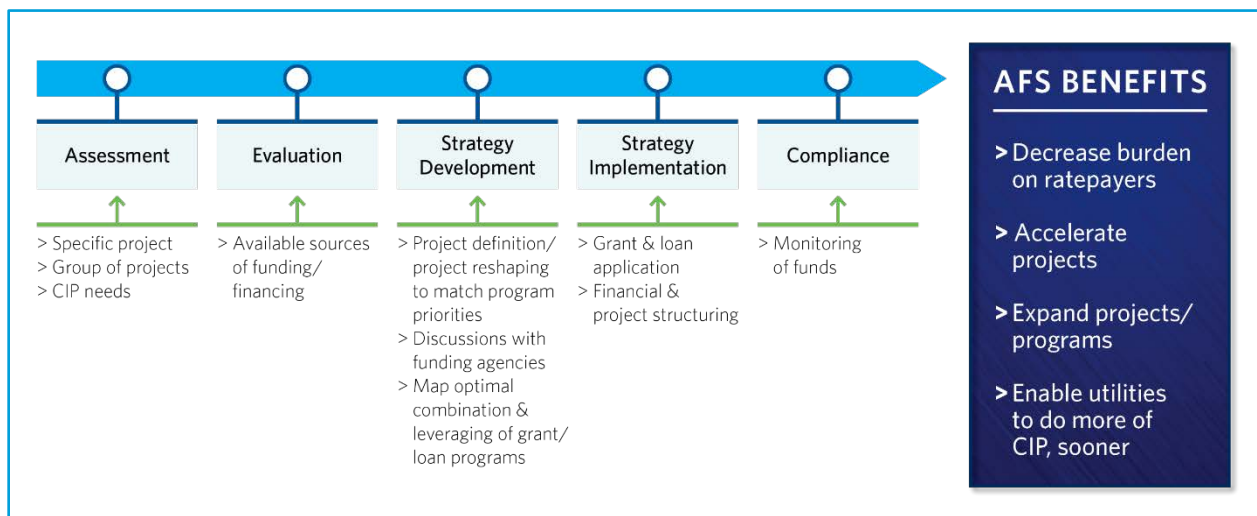 Assessment
> Specific project
> Group of projects
> CIP needs
Evaluation
> Available sources
of funding/
financing
Strategy
Development
> Project definition/
project reshaping
to match program
priorities
> Discussions with
funding agencies
> Map optimal
combination &
leveraging of grant/
loan programs
Strategy
Implementation
> Grant & loan
application
> Financial &
project structuring
Compliance
> Monitoring
of funds
AFS BENEFITS
> Decrease burden
on ratepayers
> Accelerate
projects
> Expand projects/
programs
> Enable utilities
to do more of
CIP, sooner